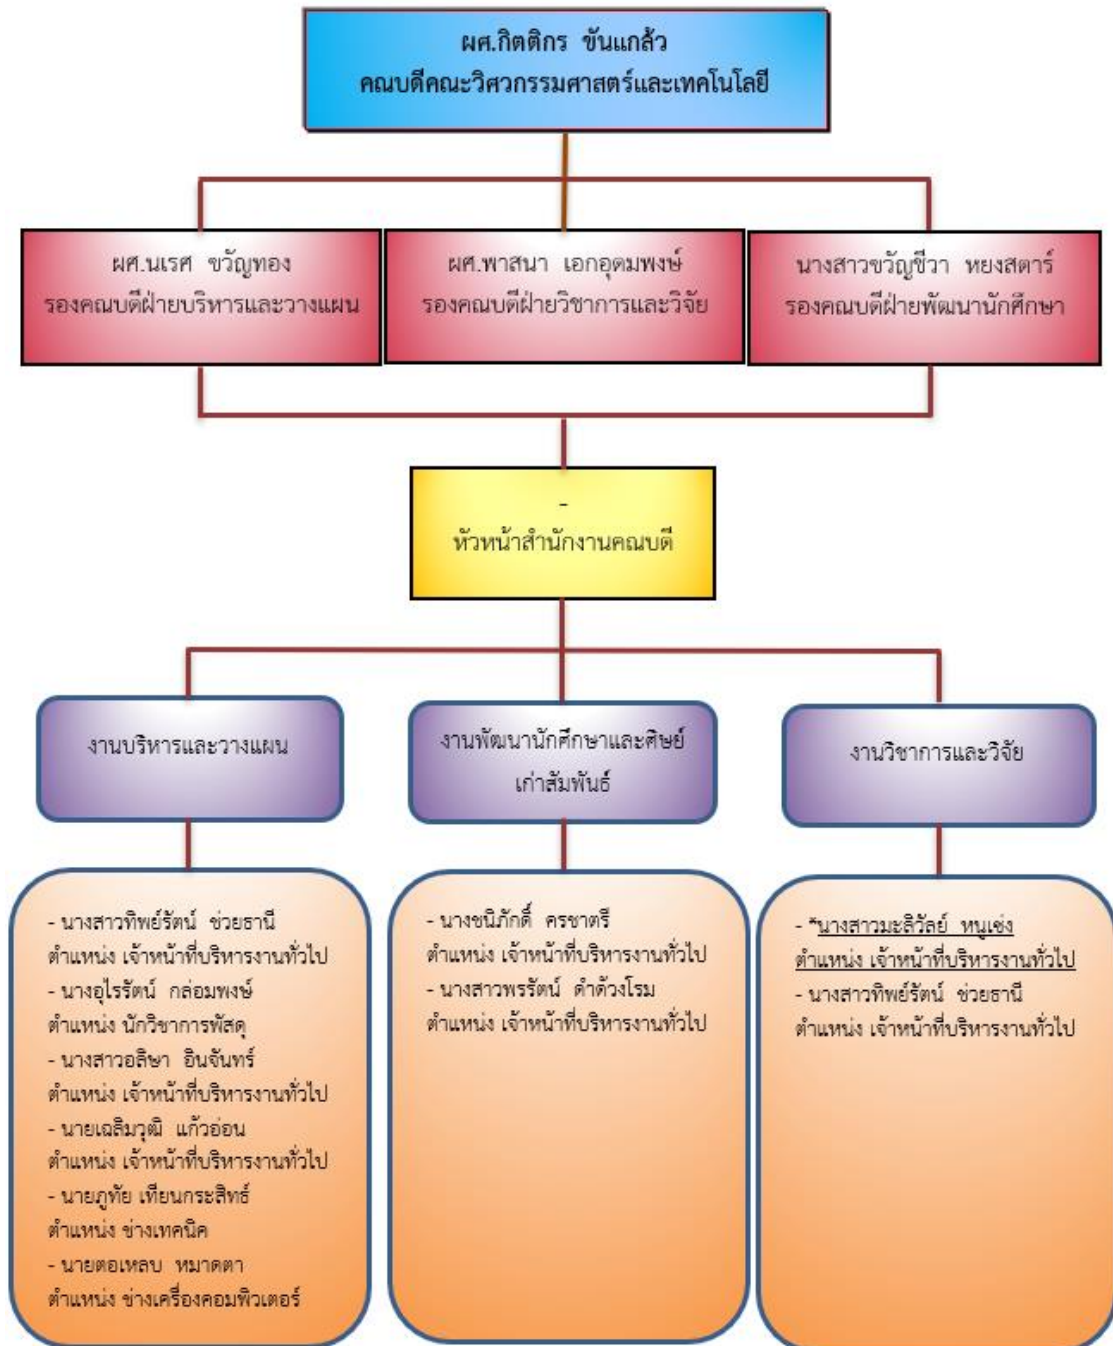 ผศ.กิตติกร  ขันแกล้ว
คณบดีคณะวิศวกรรมศาสตร์และเทคโนโลยี
ผศ.นเรศ  ขวัญทอง
รองคณบดีฝ่ายบริหารและวางแผน
ผศ.พาสนา  เอกอุดมพงษ์
รองคณบดีฝ่ายวิชาการและวิจัย
นางสาวขวัญชีวา  หยงสตาร์
รองคณบดีฝ่ายพัฒนานักศึกษา
-
หัวหน้าสำนักงานคณบดี
งานบริหารและวางแผน
งานพัฒนานักศึกษาและศิษย์
เก่าสัมพันธ์
งานวิชาการและวิจัย
- นางสาวทิพย์รัตน์  ช่วยธานี
ตำแหน่ง เจ้าหน้าที่บริหารงานทั่วไป
- นางอุไรรัตน์  กล่อมพงษ์
ตำแหน่ง นักวิชาการพัสดุ
- นางสาวอลิษา  อินจันทร์
ตำแหน่ง เจ้าหน้าที่บริหารงานทั่วไป
- นายเฉลิมวุฒิ  แก้วอ่อน
ตำแหน่ง เจ้าหน้าที่บริหารงานทั่วไป
- นายภูทัย เทียนกระสิทธ์
ตำแหน่ง ช่างเทคนิค
- นายตอเหลบ  หมาดตา
ตำแหน่ง ช่างเครื่องคอมพิวเตอร์
- นางชนิภักดิ์  ครชาตรี
ตำแหน่ง เจ้าหน้าที่บริหารงานทั่วไป
- นางสาวพรรัตน์  ดำด้วงโรม
ตำแหน่ง เจ้าหน้าที่บริหารงานทั่วไป
- *นางสาวมะลิวัลย์  หนูเซ่ง
ตำแหน่ง เจ้าหน้าที่บริหารงานทั่วไป
- นางสาวทิพย์รัตน์  ช่วยธานี
ตำแหน่ง เจ้าหน้าที่บริหารงานทั่วไป